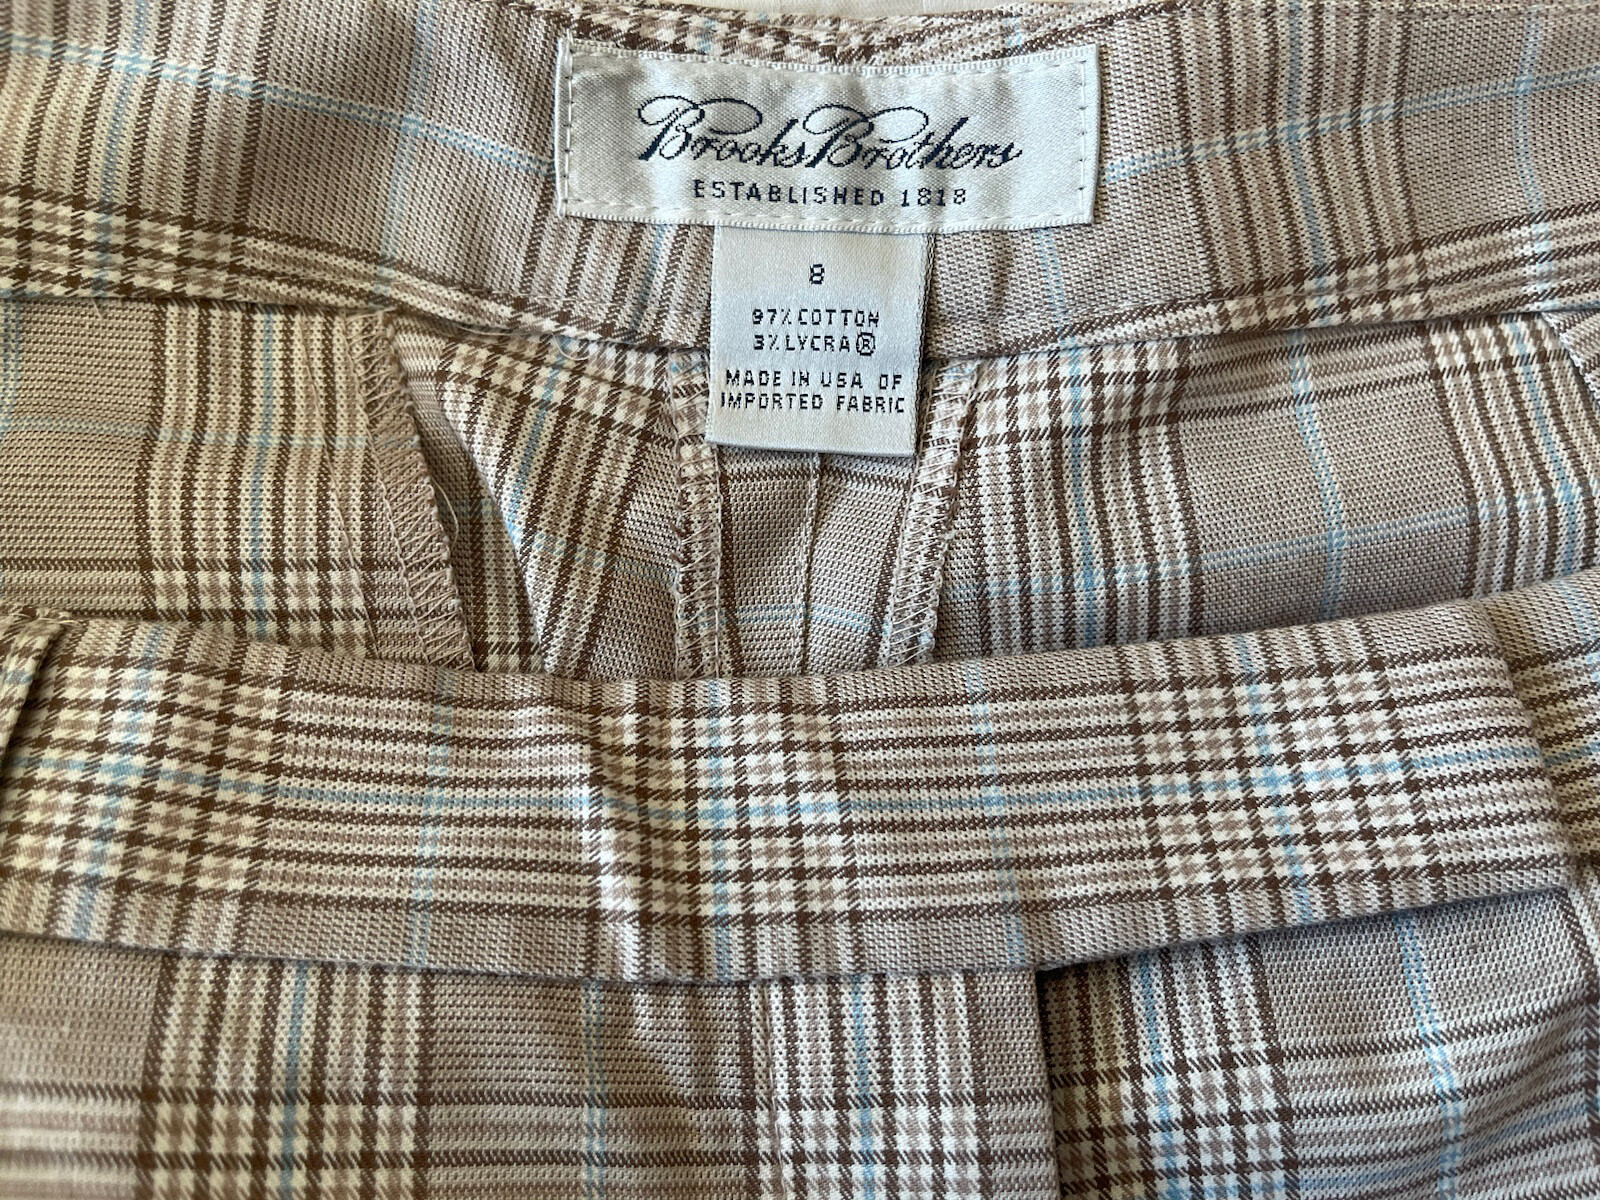 Brooks Brothers
ESTABLISHED 1818
8
97% COTTON
3% LYCRA®
MADE IN USA OF
IMPORTED FABRIC